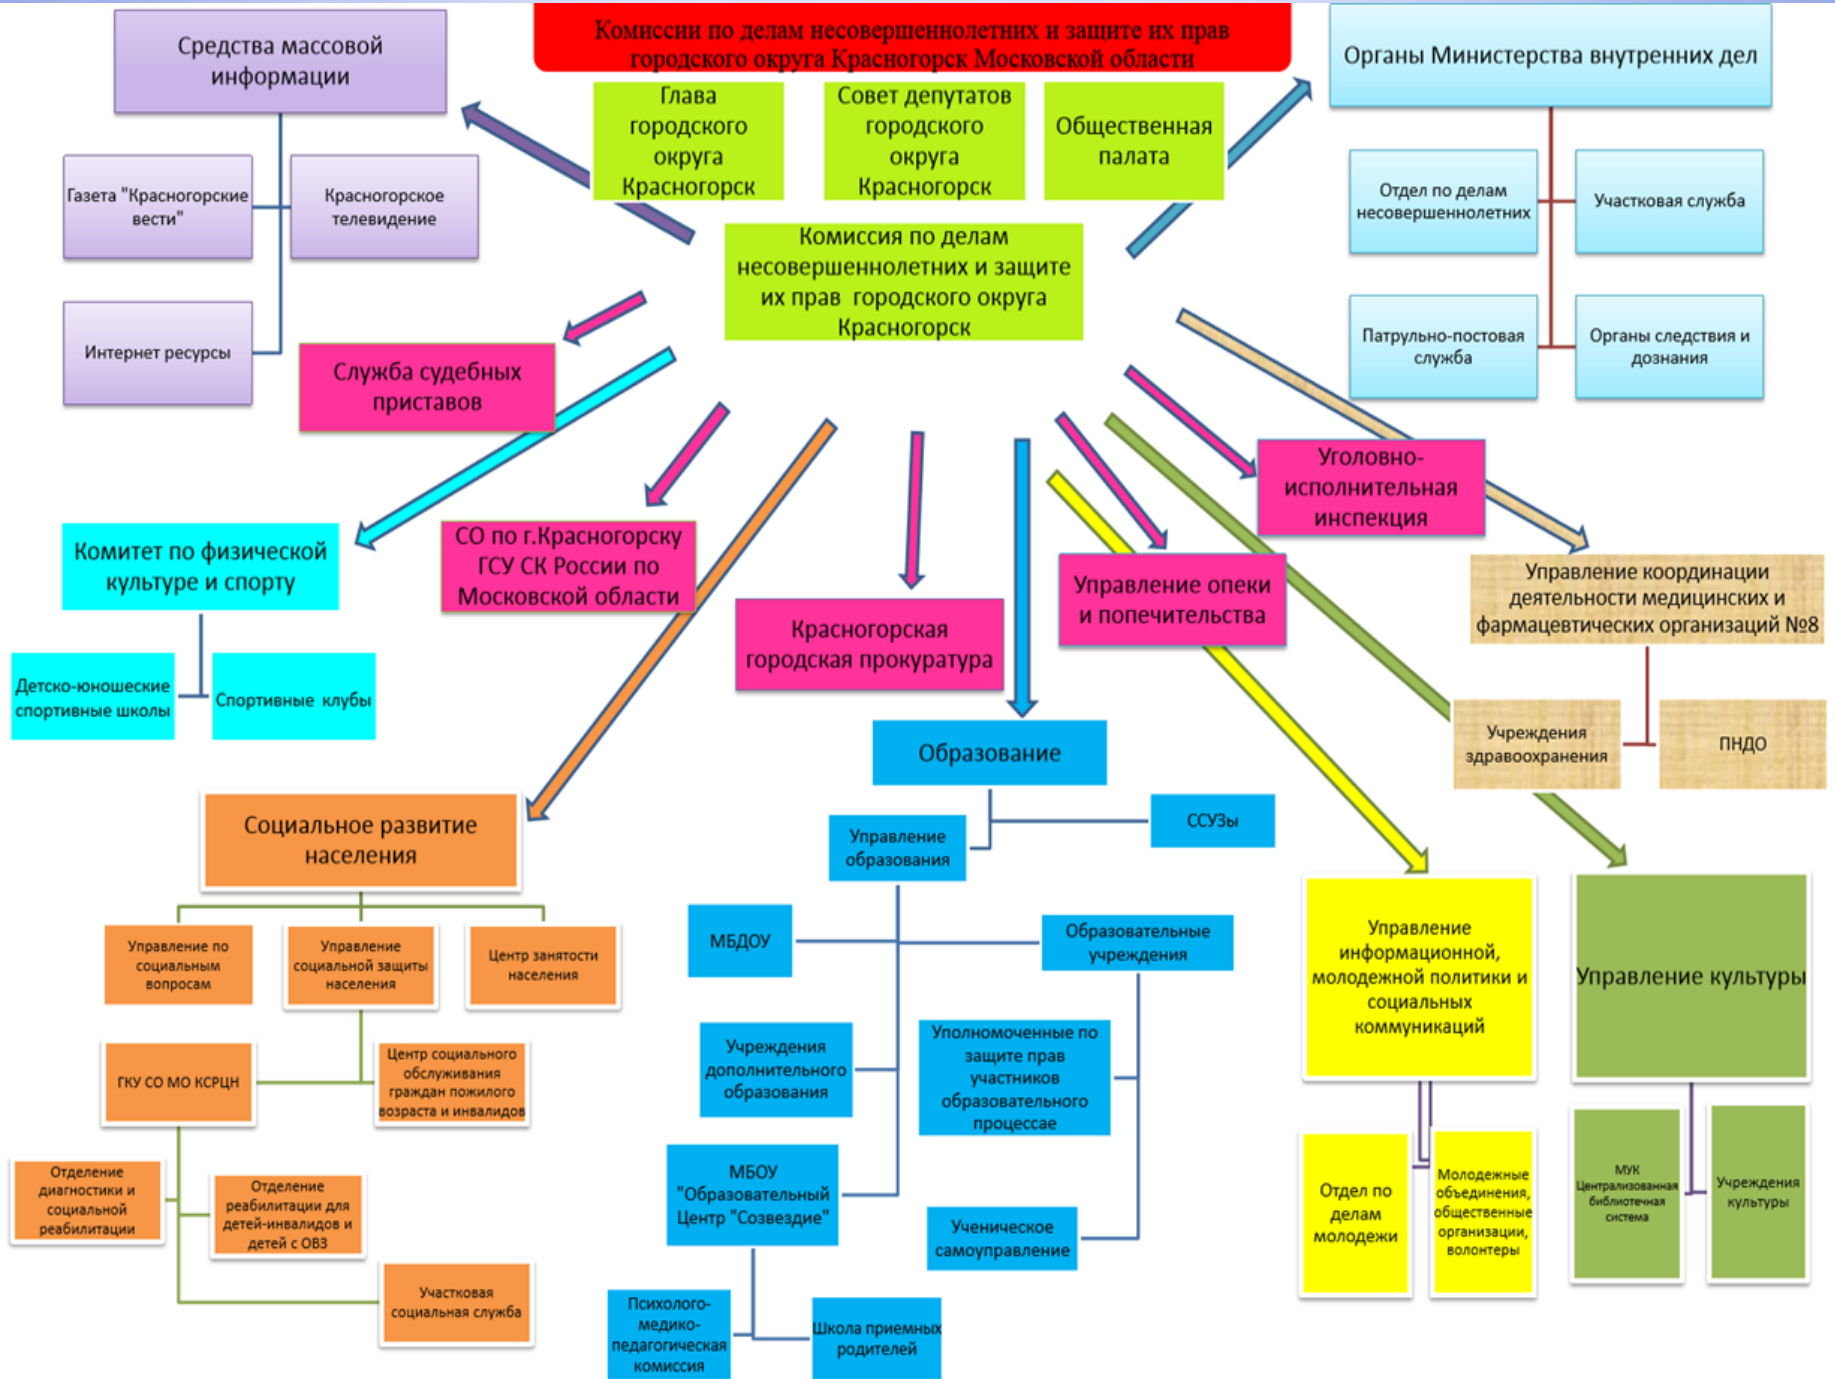 Комиссии по делам несовершеннолетних и защите их прав
городского округа Красногорск Московской области
Средства массовой
информации
Газета "Красногорские
вести"
Красногорское
телевидение
Интернет ресурсы
Глава
городского
округа
Красногорск
Совет депутатов
городского
округа
Красногорск
Общественная
палата
Комиссия по делам
несовершеннолетних и защите
их прав городского округа
Красногорск
Органы Министерства внутренних дел
Отдел по делам
несовершеннолетних
Участковая служба
Патрульно-постовая
служба
Органы следствия и
дознания
Служба судебных
приставов
СО по г.Красногорску
ГСУ СК России по
Московской области
Красногорская
городская прокуратура
Управление опеки
и попечительства
Уголовно-
исполнительная
инспекция
Комитет по физической
культуре и спорту
Детско-юношеские
спортивные школы
Спортивные клубы
Управление координации
деятельности медицинских и
фармацевтических организаций №8
Учреждения
здравоохранения
ПНДО
Социальное развитие
населения
Управление по
социальным
вопросам
Управление
социальной защиты
населения
Центр занятости
населения
ГКУ СО МО КСРЦН
Центр социального
обслуживания
граждан пожилого
возраста и инвалидов
Отделение
диагностики и
социальной
реабилитации
Отделение
реабилитации для
детей-инвалидов и
детей с ОВЗ
Участковая
социальная служба
Образование
Управление
образования
ССУЗы
МБДОУ
Образовательные
учреждения
Учреждения
дополнительного
образования
Уполномоченные по
защите прав
участников
образовательного
процессае
МБОУ
"Образовательный
Центр "Созвездие"
Ученическое
самоуправление
Психолого-
медико-
педагогическая
комиссия
Школа приемных
родителей
Управление
информационной,
молодежной политики и
социальных
коммуникаций
Отдел по
делам
молодежи
Молодежные
объединения,
общественные
организации,
волонтеры
Управление культуры
МУК
Централизованная
библиотечная
система
Учреждения
культуры